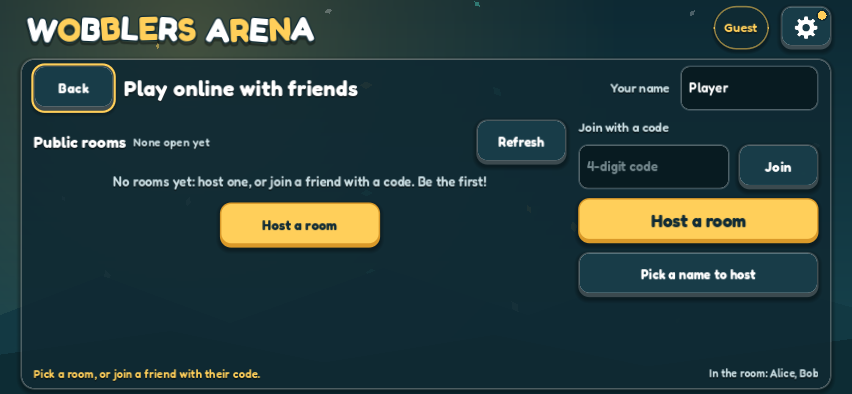 WOBBLERS ARENA
Guest
Back
Play online with friends
Your name
Player
Public rooms
None open yet
Refresh
No rooms yet: host one, or join a friend with a code. Be the first!
Host a room
Join with a code
4-digit code
Join
Host a room
Pick a name to host
Pick a room, or join a friend with their code.
In the room: Alice, Bob